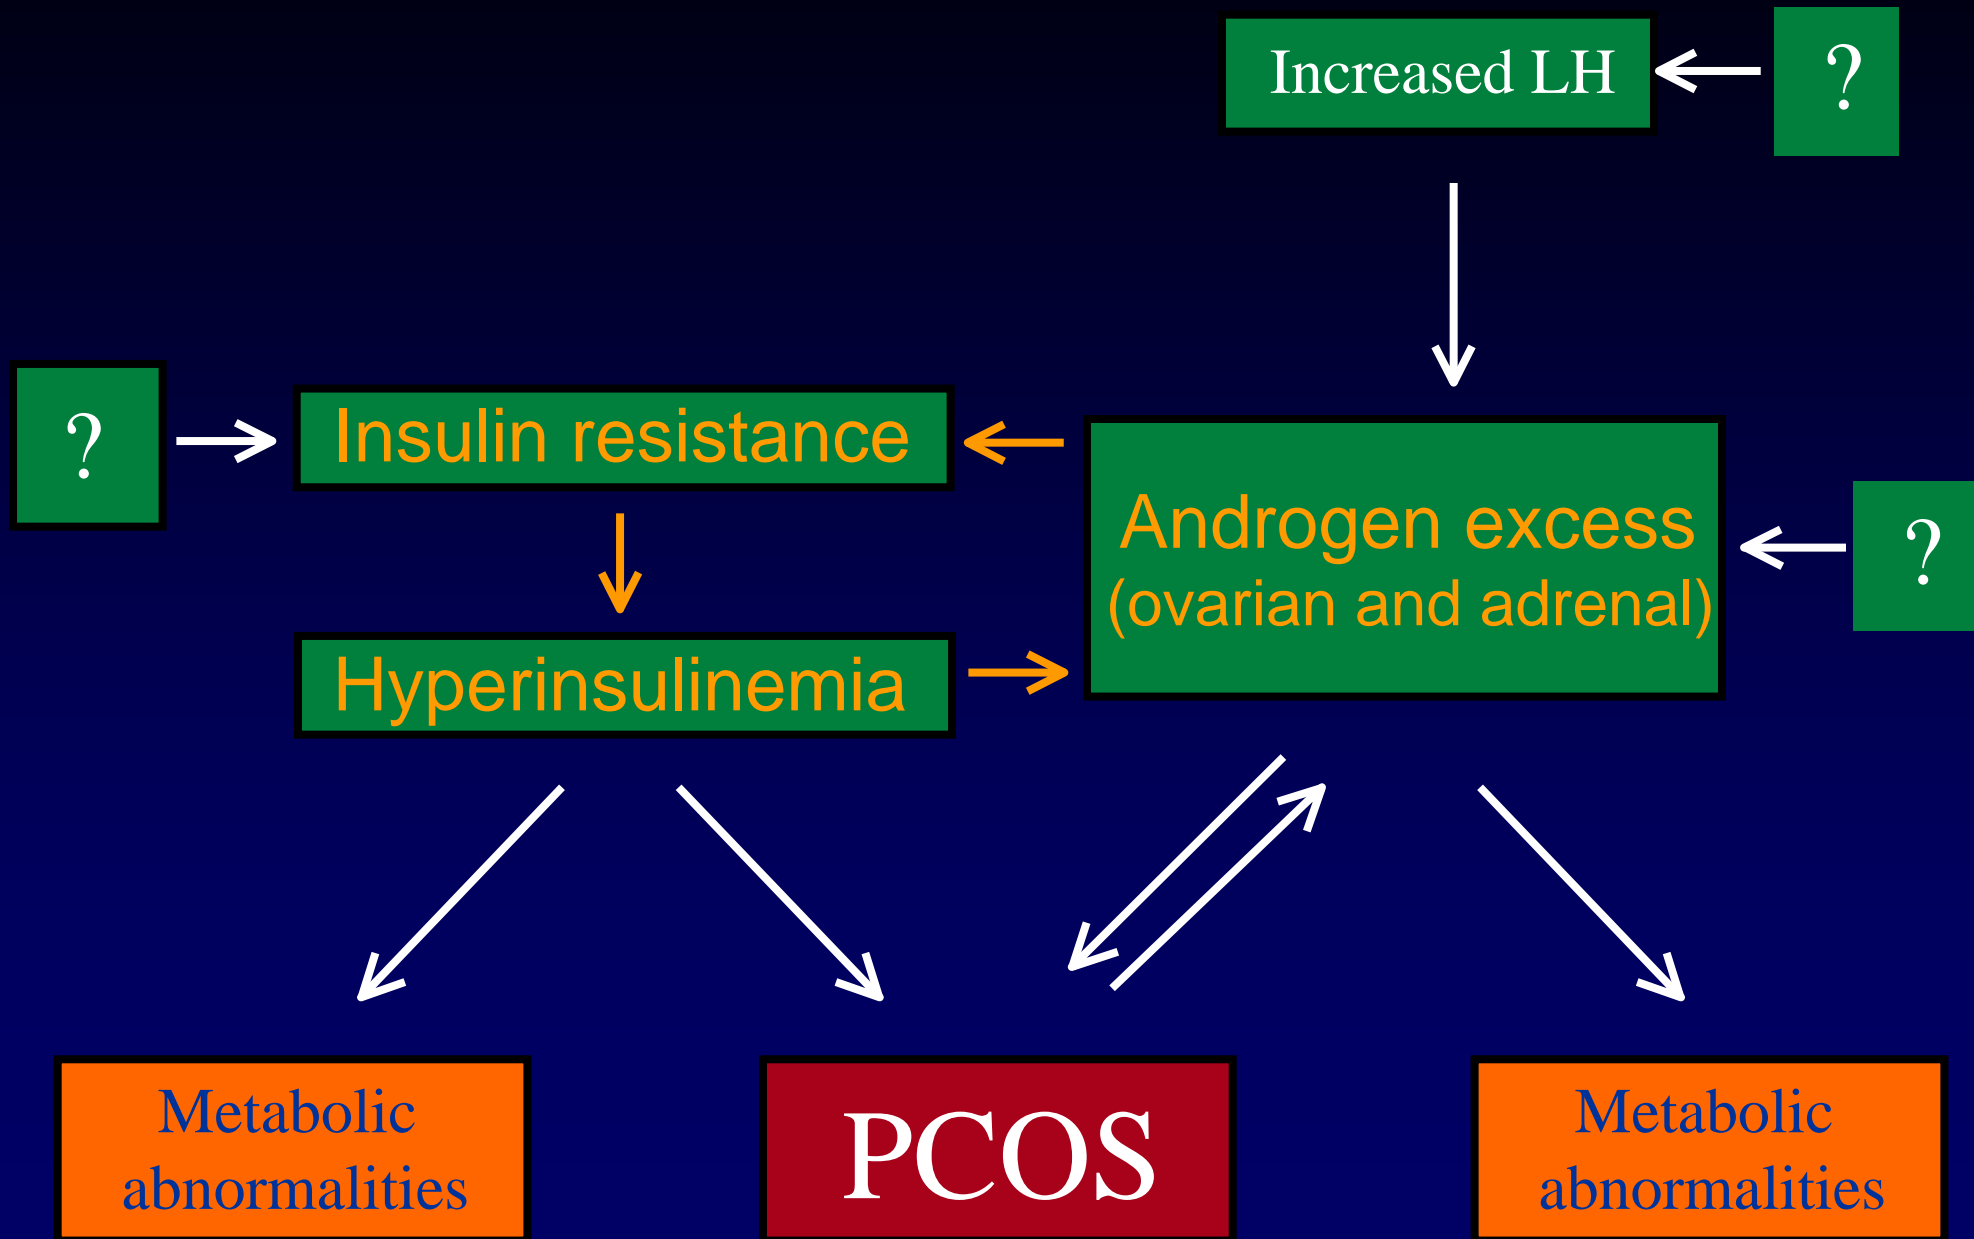 Increased LH
?
?
Insulin resistance
Androgen excess
(ovarian and adrenal)
?
Hyperinsulinemia
Metabolic
abnormalities
PCOS
Metabolic
abnormalities